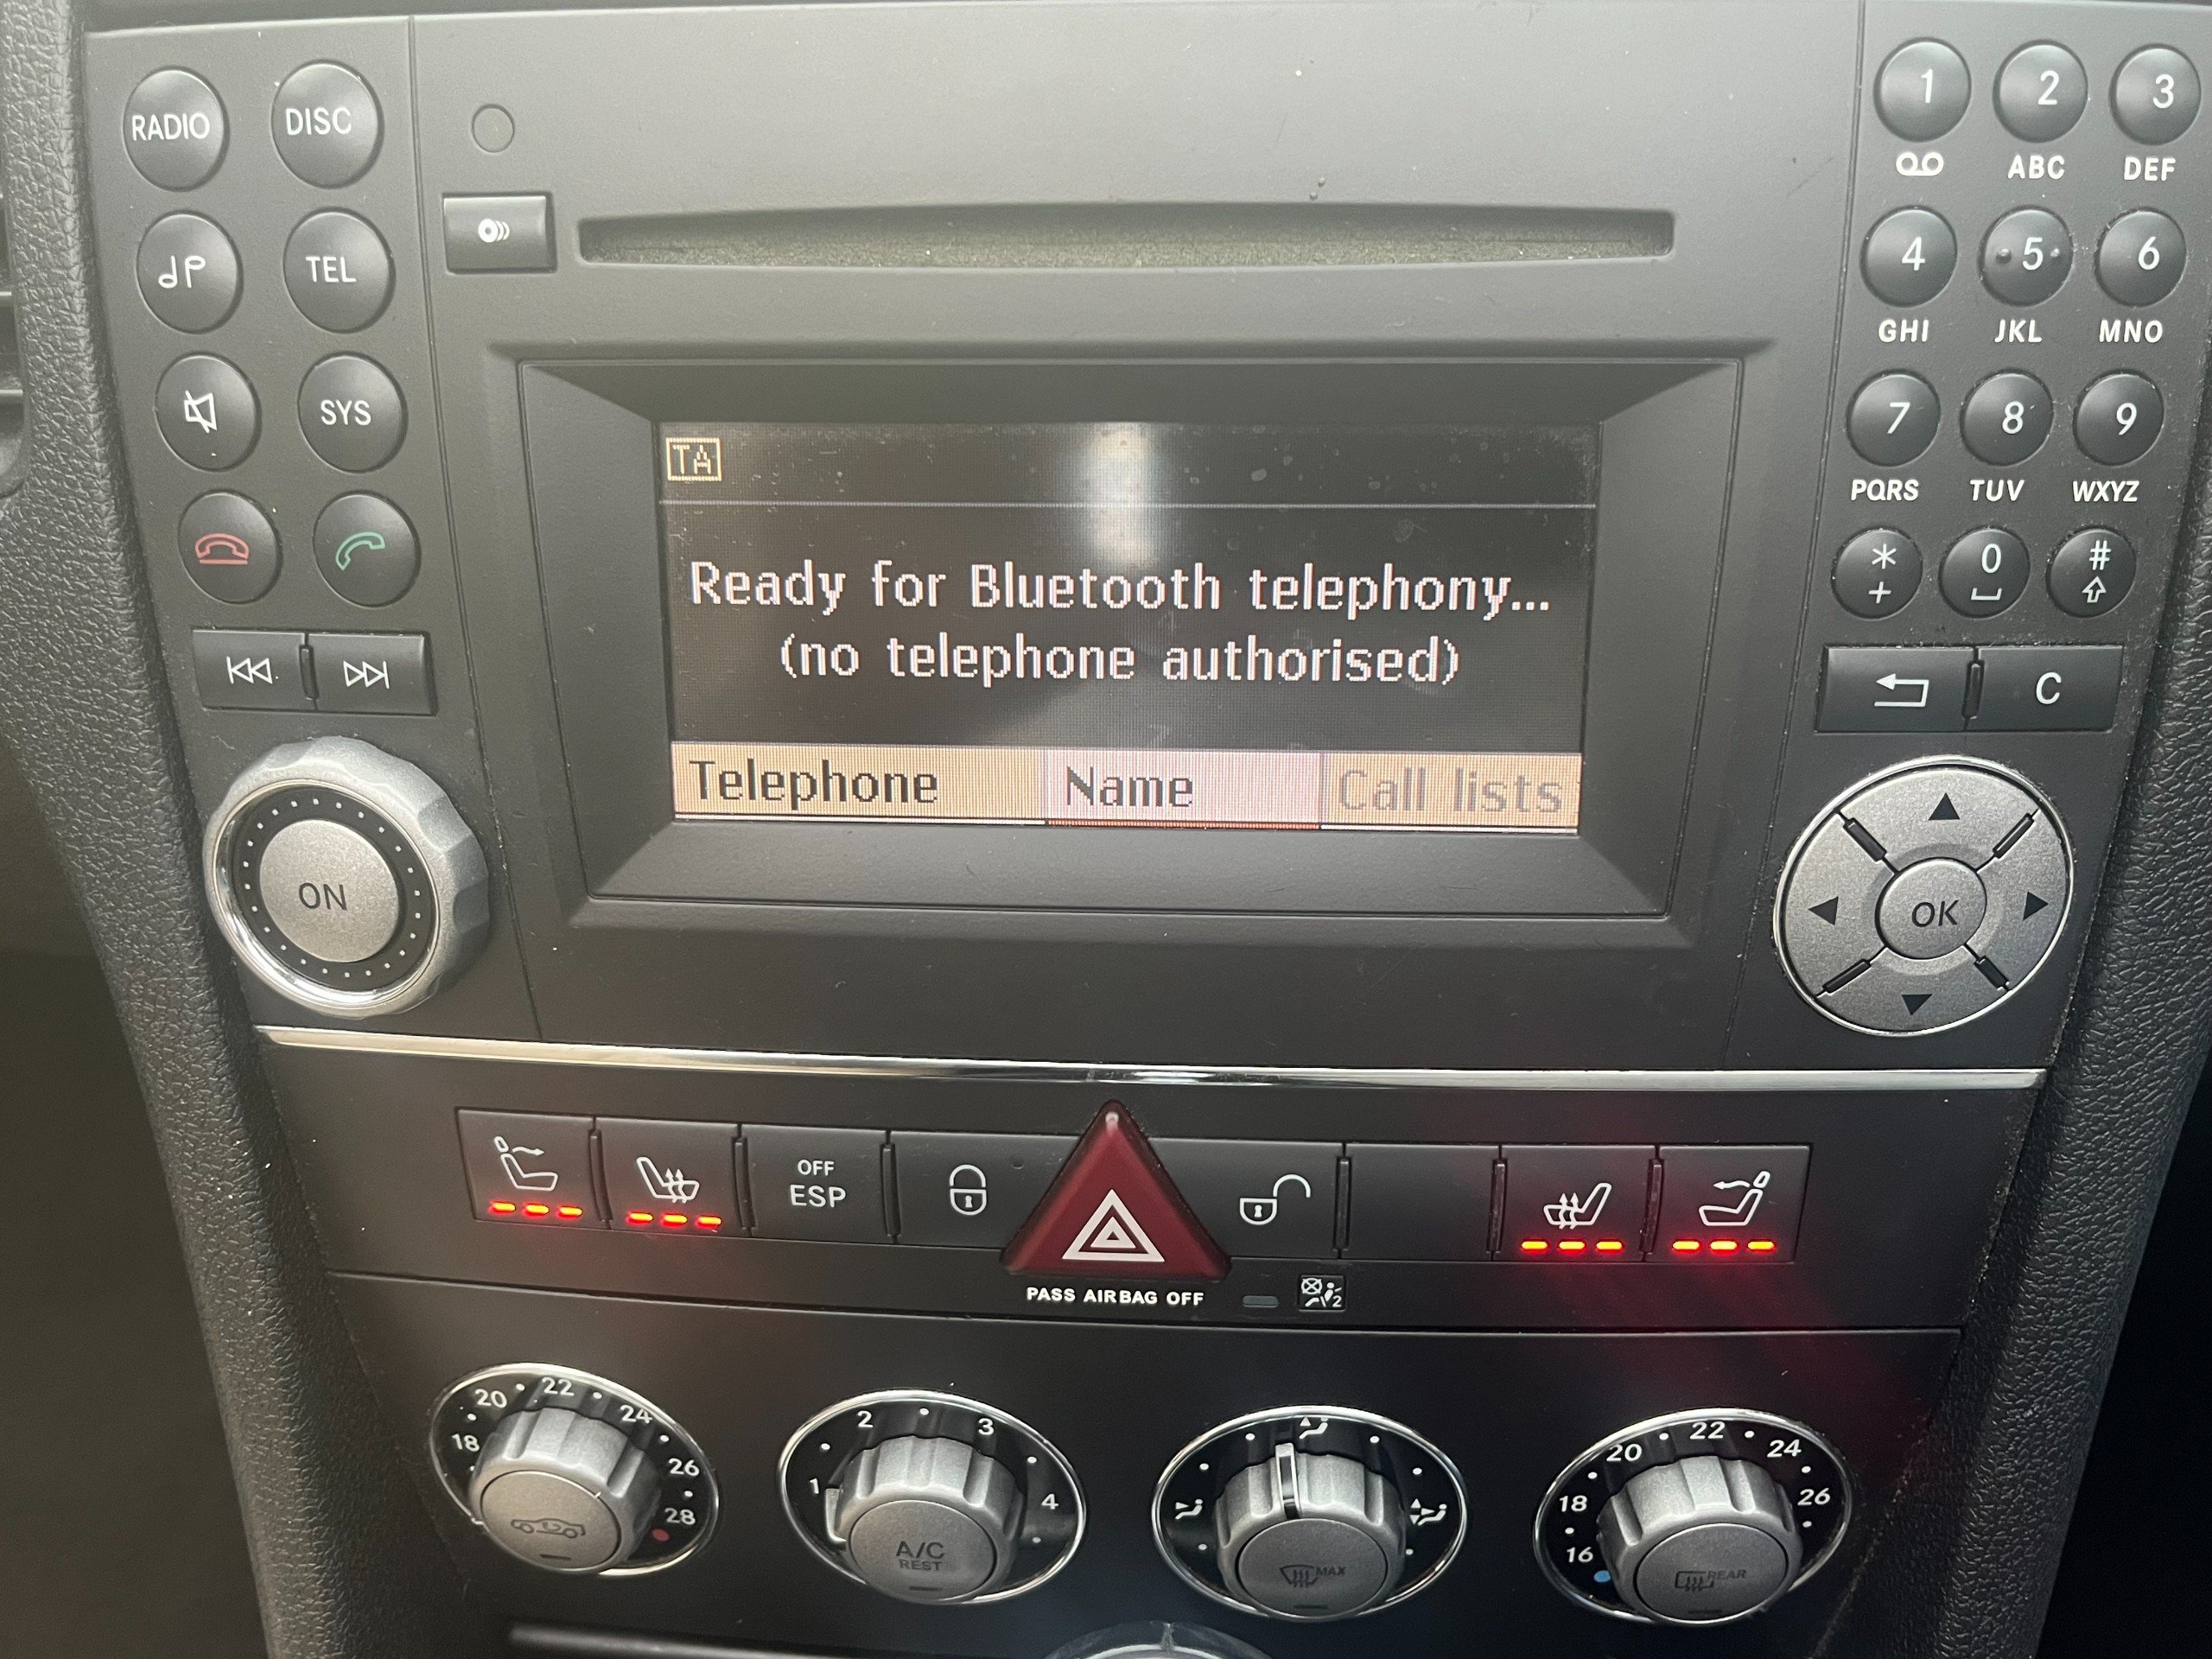 RADIO DISC
TEL
SYS
ON
1 2 3
ABC DEF
4 5 6
GHI JKL MNO
7 8 9
PQRS TUV WXYZ
* 0 #
+
C
OK
TA
Ready for Bluetooth telephony...
(no telephone authorised)
Telephone Name Call lists
OFF
ESP
PASS AIRBAG OFF
2
18 20 22 24 26 28
1 2 3 4
A/C
REST
MAX
16 18 20 22 24 26
REAR